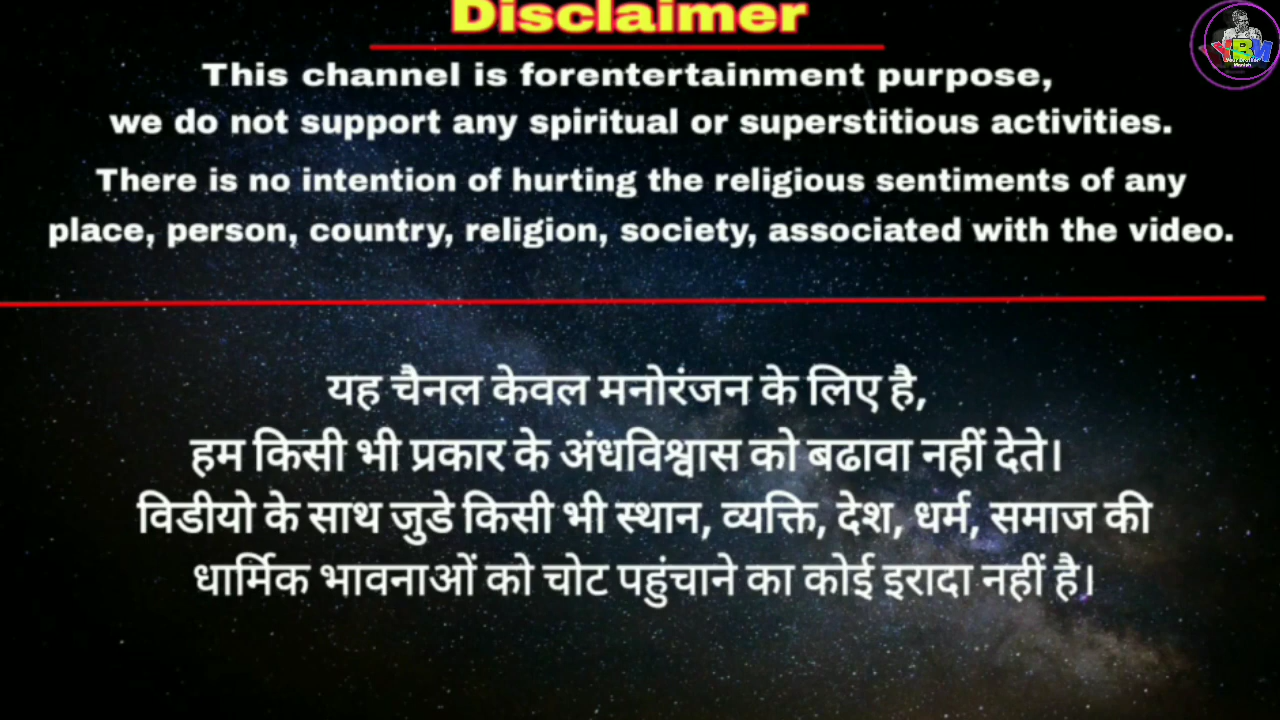 Disclaimer
This channel is forentertainment purpose,
we do not support any spiritual or superstitious activities.
There is no intention of hurting the religious sentiments of any
place, person, country, religion, society, associated with the video.
यह चैनल केवल मनोरंजन के लिए है,
हम किसी भी प्रकार के अंधविश्वास को बढावा नहीं देते।
विडीयो के साथ जुडे किसी भी स्थान, व्यक्ति, देश, धर्म, समाज की
धार्मिक भावनाओं को चोट पहुंचाने का कोई इरादा नहीं है।
YBM